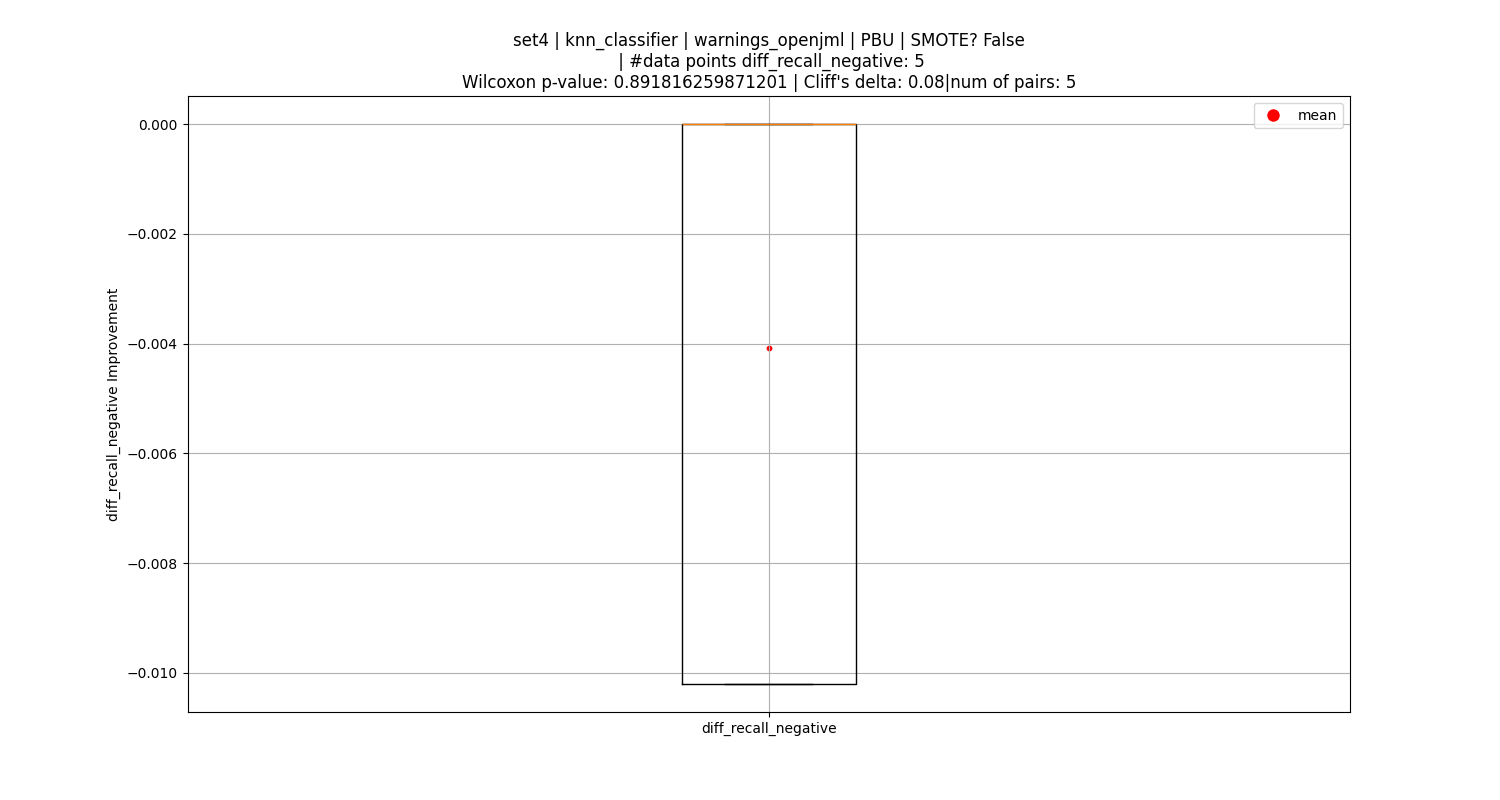 set4 | knn_classifier | warnings_openjml | PBU | SMOTE? False
| #data points diff_recall_negative: 5
Wilcoxon p-value: 0.891816259871201 | Cliff's delta: 0.08|num of pairs: 5
mean
0.000
−0.002
−0.004
−0.006
−0.008
−0.010
diff_recall_negative Improvement
diff_recall_negative